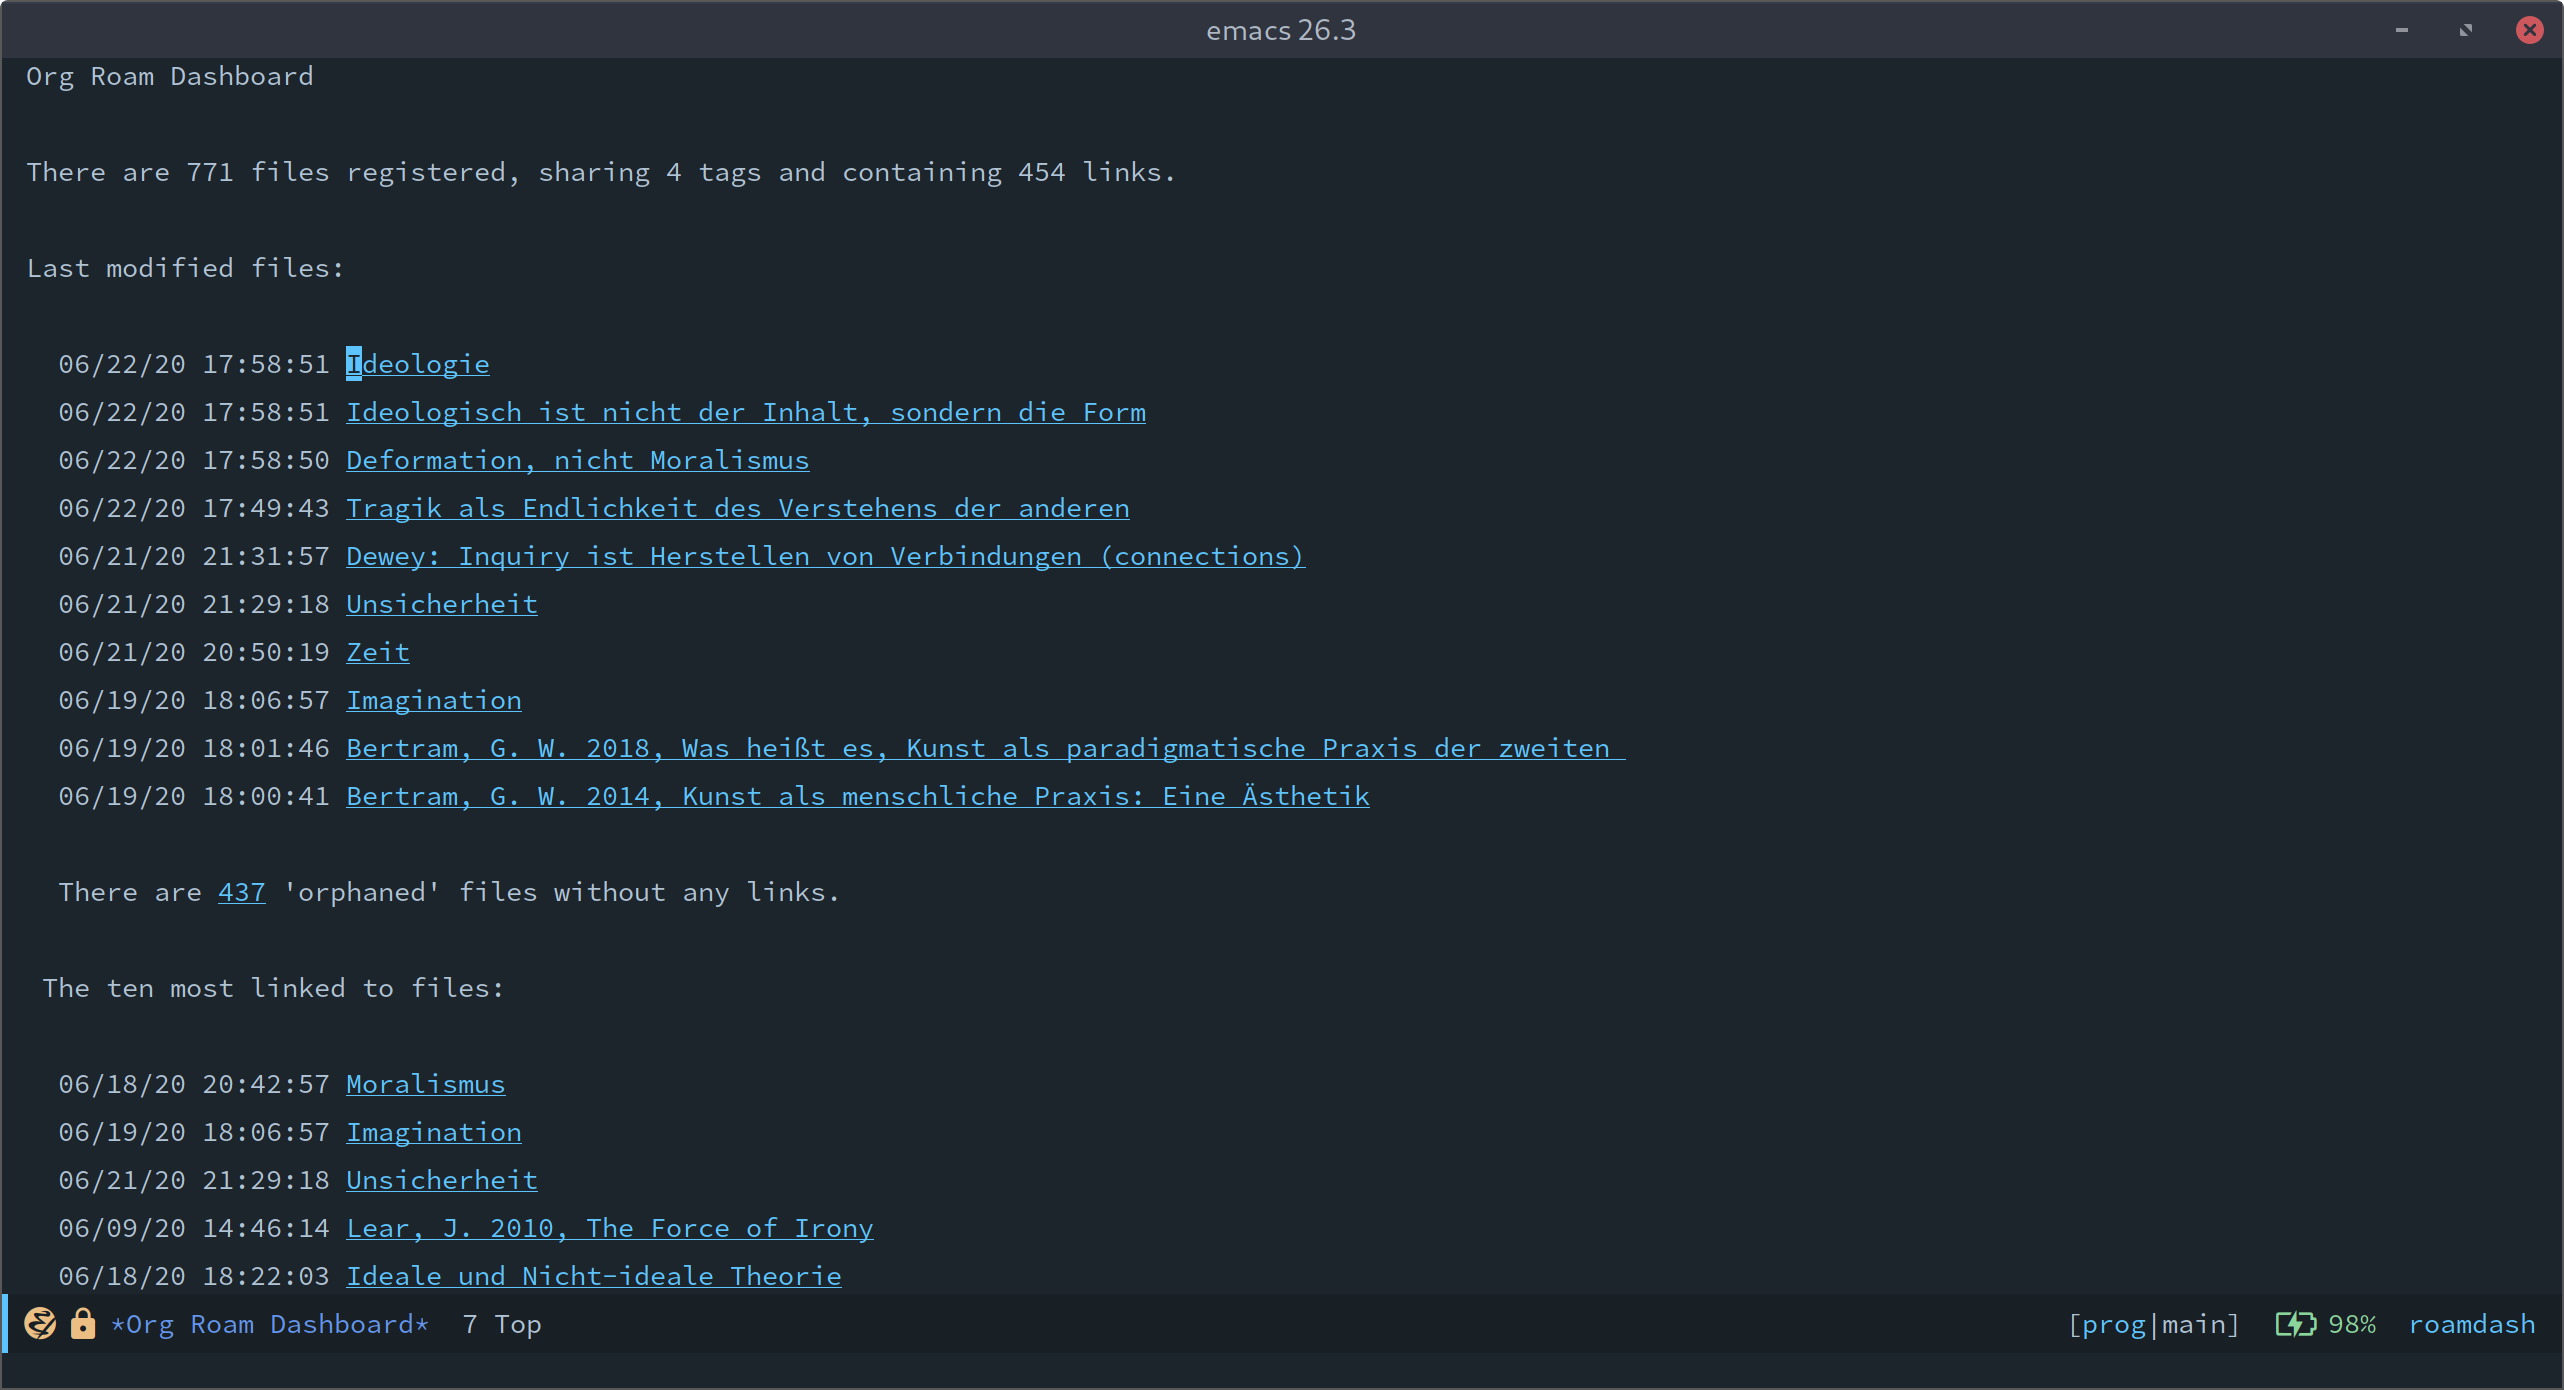 emacs 26.3
Org Roam Dashboard
There are 771 files registered, sharing 4 tags and containing 454 links.
Last modified files:
06/22/20 17:58:51 Ideologie
06/22/20 17:58:51 Ideologisch ist nicht der Inhalt, sondern die Form
06/22/20 17:58:50 Deformation, nicht Moralismus
06/22/20 17:49:43 Tragik als Endlichkeit des Verstehens der anderen
06/21/20 21:31:57 Dewey: Inquiry ist Herstellen von Verbindungen (connections)
06/21/20 21:29:18 Unsicherheit
06/21/20 20:50:19 Zeit
06/19/20 18:06:57 Imagination
06/19/20 18:01:46 Bertram, G. W. 2018, Was heißt es, Kunst als paradigmatische Praxis der zweiten
06/19/20 18:00:41 Bertram, G. W. 2014, Kunst als menschliche Praxis: Eine Ästhetik
There are 437 'orphaned' files without any links.
The ten most linked to files:
06/18/20 20:42:57 Moralismus
06/19/20 18:06:57 Imagination
06/21/20 21:29:18 Unsicherheit
06/09/20 14:46:14 Lear, J. 2010, The Force of Irony
06/18/20 18:22:03 Ideale und Nicht-ideale Theorie
*Org Roam Dashboard* 7 Top [prog|main] 98% roamdash